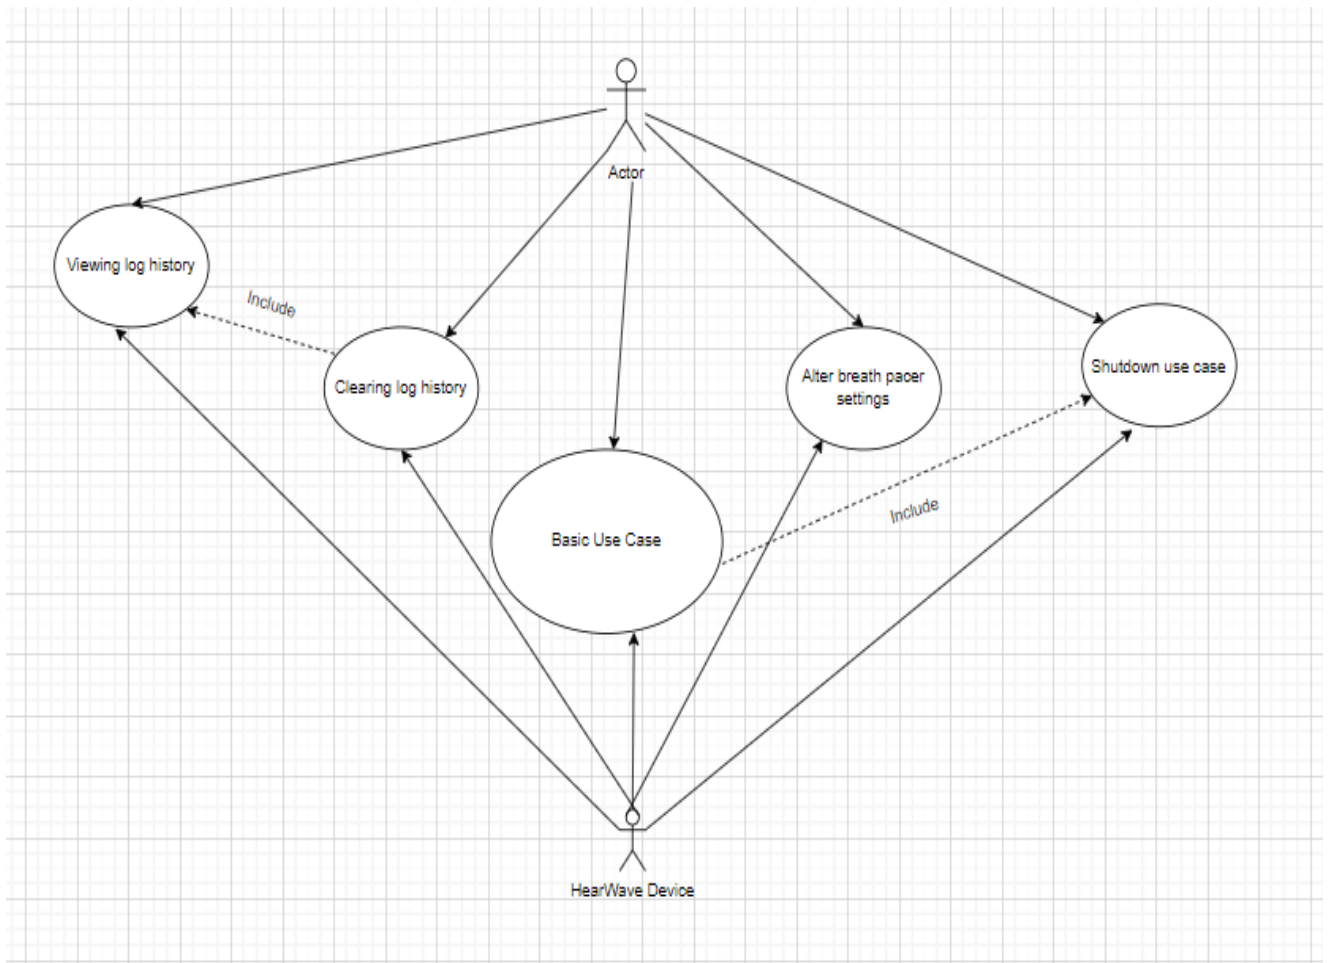 Actor
Viewing log history
Include
Clearing log history
Alter breath pacer
settings
Shutdown use case
Include
Basic Use Case
HearWave Device